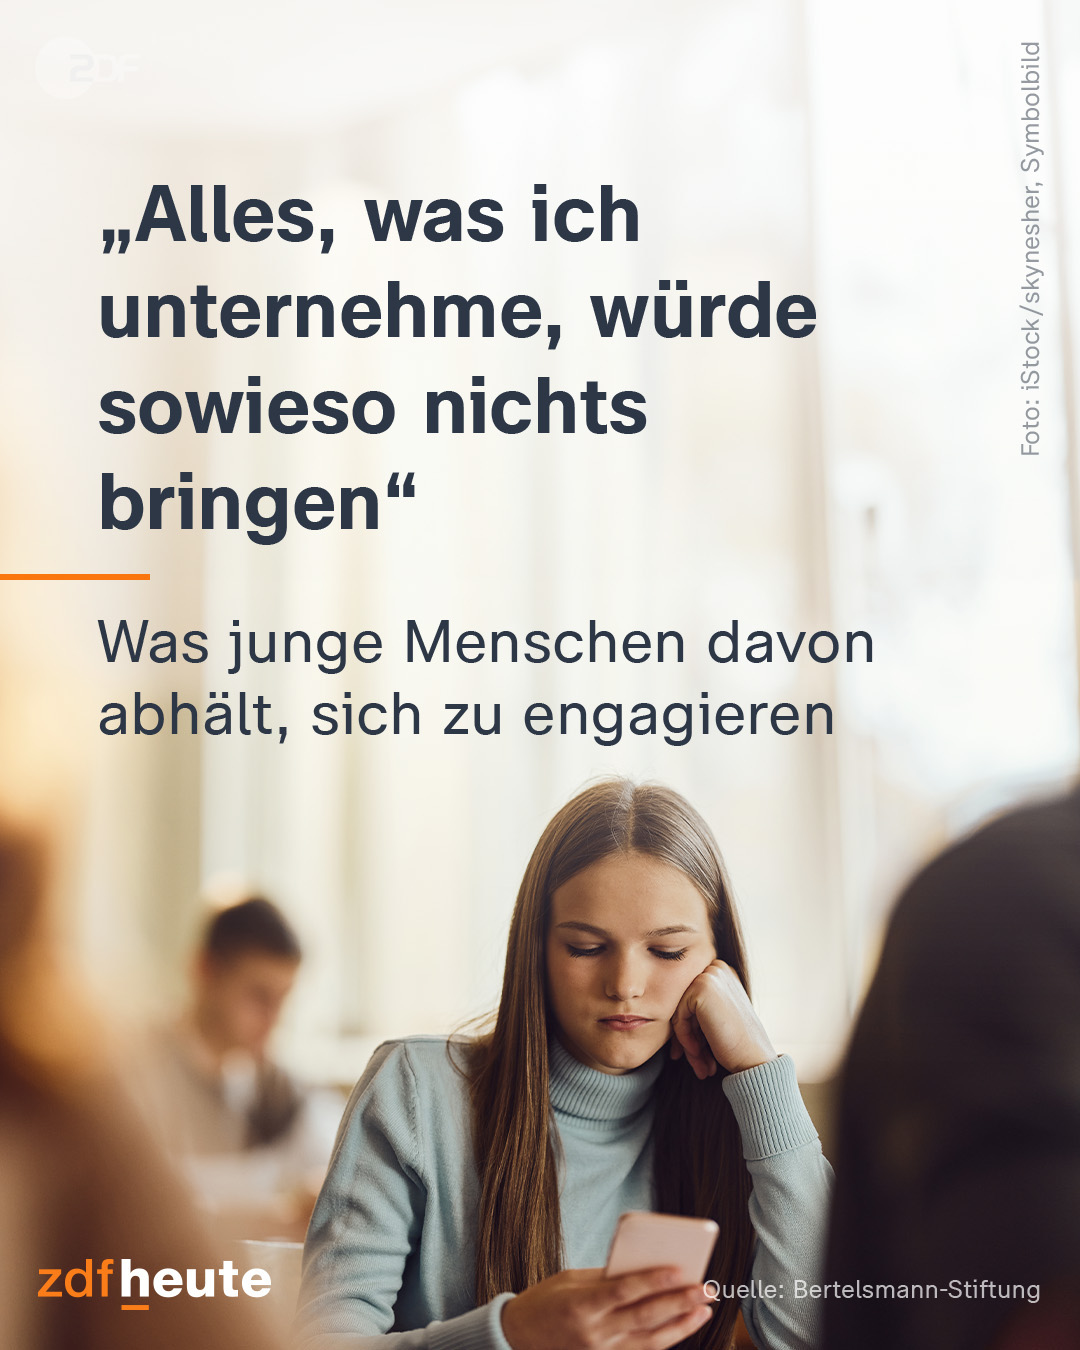 ZDF
„Alles, was ich
unternehme, würde
sowieso nichts
bringen“
Was junge Menschen davon
abhält, sich zu engagieren
Foto: iStock/skynesher, Symbolbild
zdfheute
Quelle: Bertelsmann-Stiftung